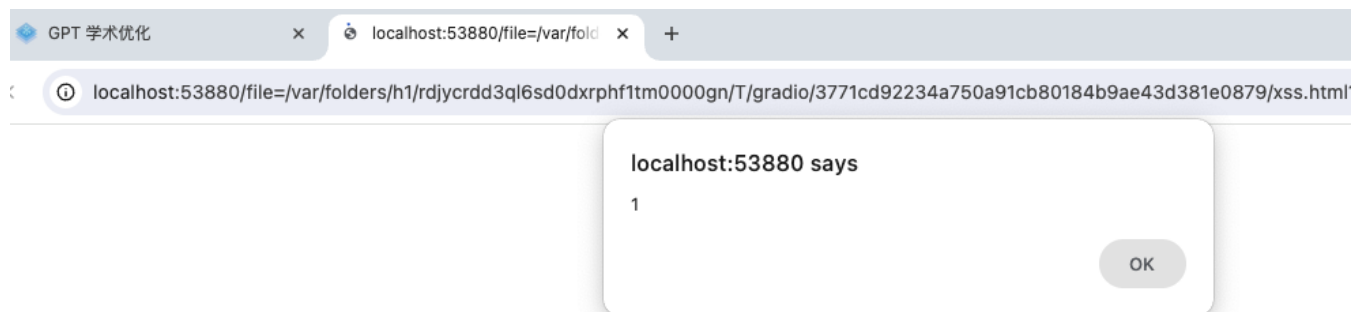 GPT 学术优化
localhost:53880/file=/var/fold
localhost:53880/file=/var/folders/h1/rdjycrdd3ql6sd0dxrphf1tm0000gn/T/gradio/3771cd92234a750a91cb80184b9ae43d381e0879/xss.html
localhost:53880 says
1
OK